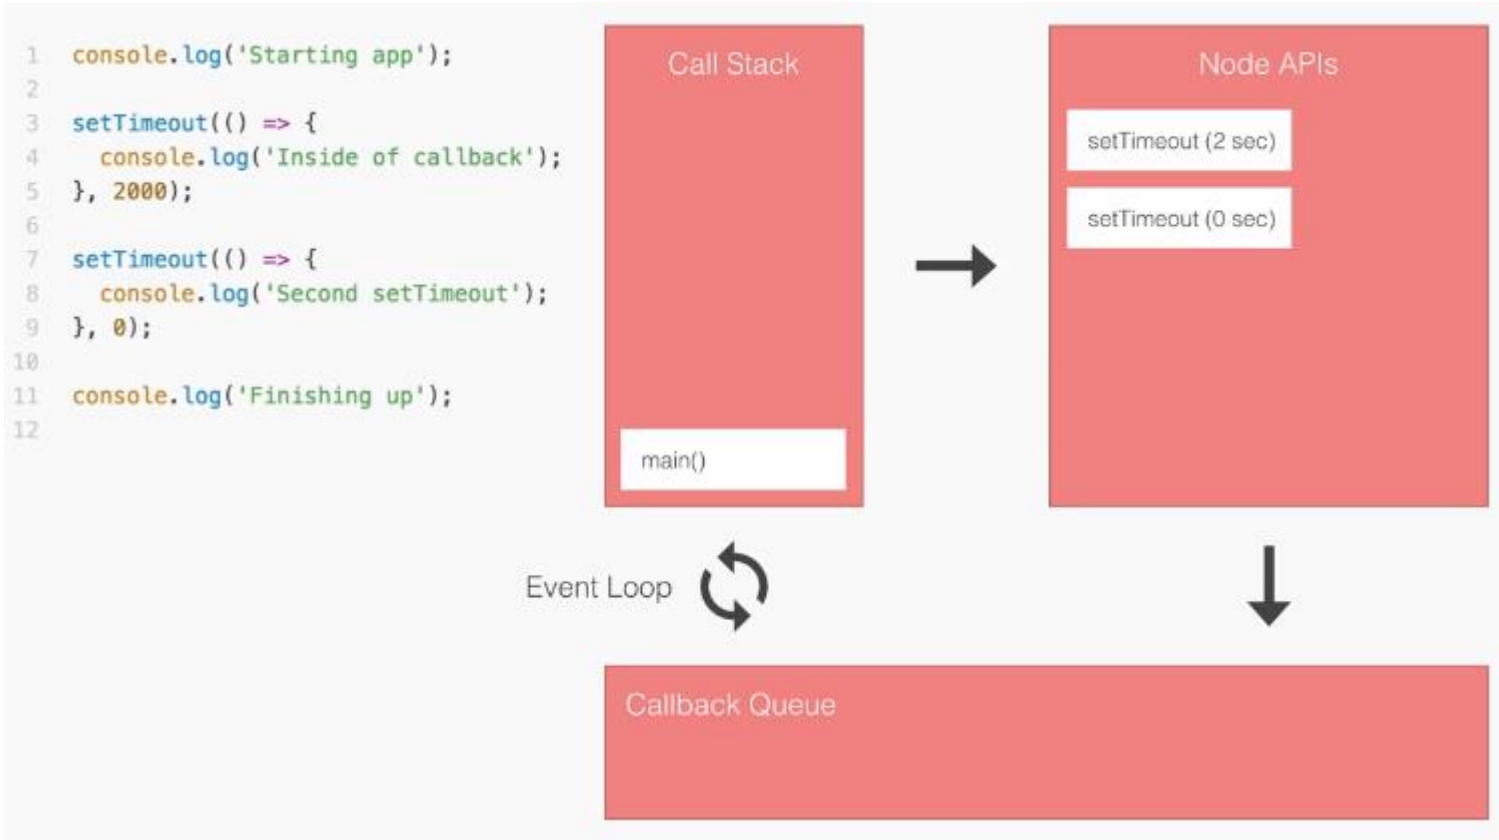 1 console.log('Starting app');
2
3 setTimeout(() => {
4   console.log('Inside of callback');
5 }, 2000);
6
7 setTimeout(() => {
8   console.log('Second setTimeout');
9 }, 0);
10
11 console.log('Finishing up');
12
Call Stack
main()
Node APIs
setTimeout (2 sec)
setTimeout (0 sec)
Event Loop
Callback Queue